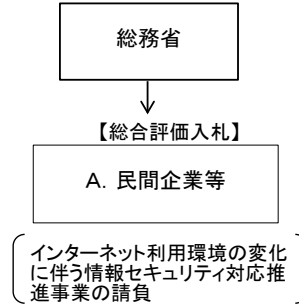 総務省
【総合評価入札】
A．民間企業等
インターネット利用環境の変化
に伴う情報セキュリティ対応推
進事業の請負